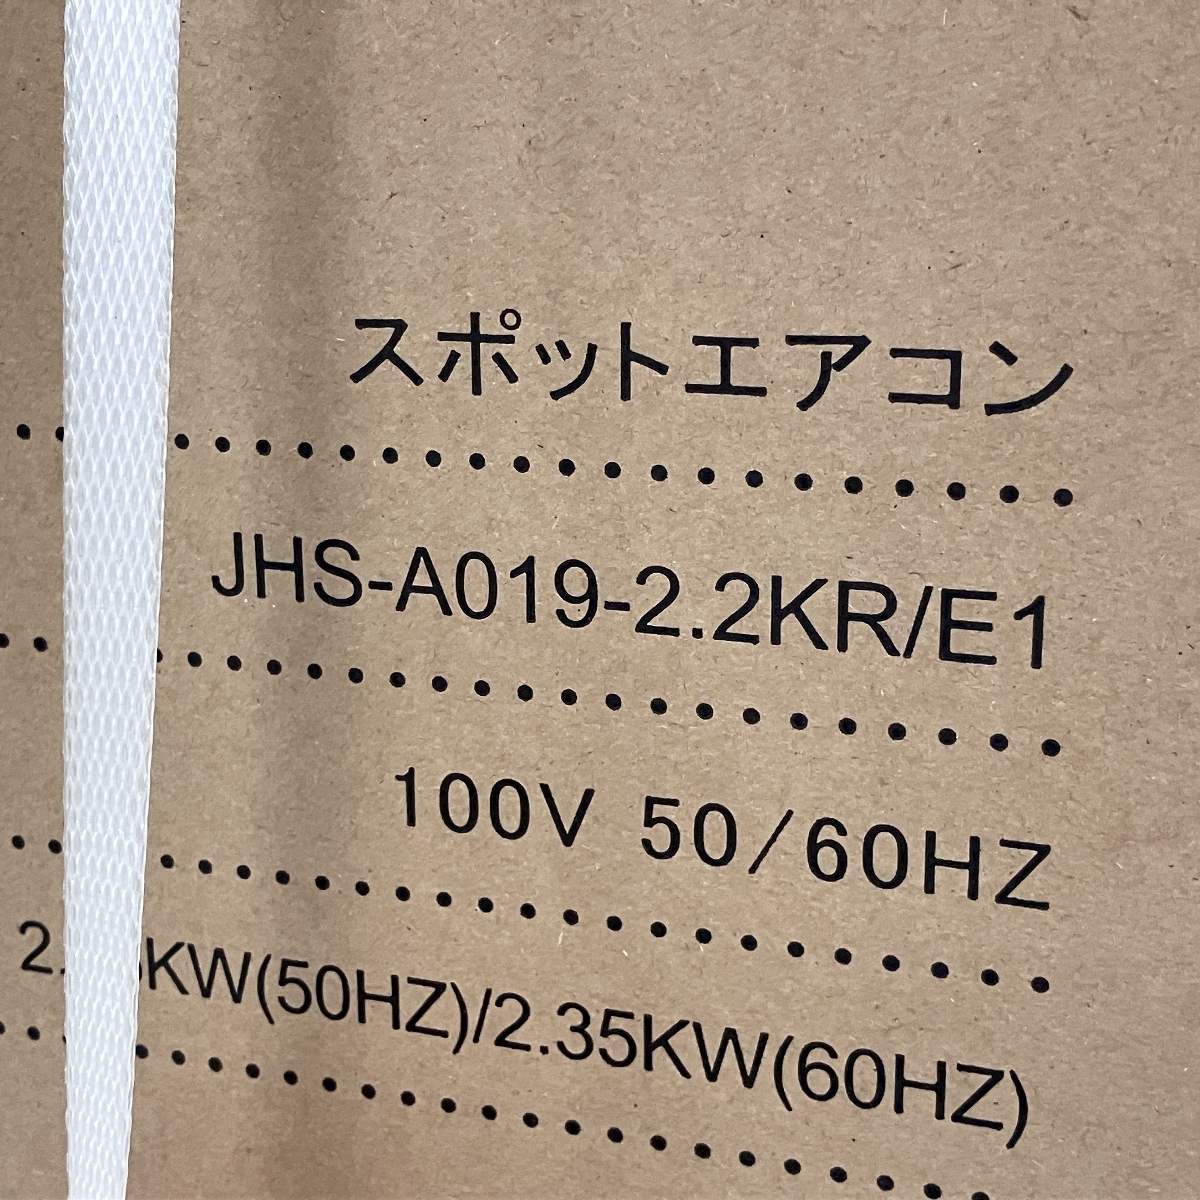 スポットエアコン
JHS-A019-2.2KR/E1
100V 50/60HZ
KW(50HZ)/2.35KW(60HZ)